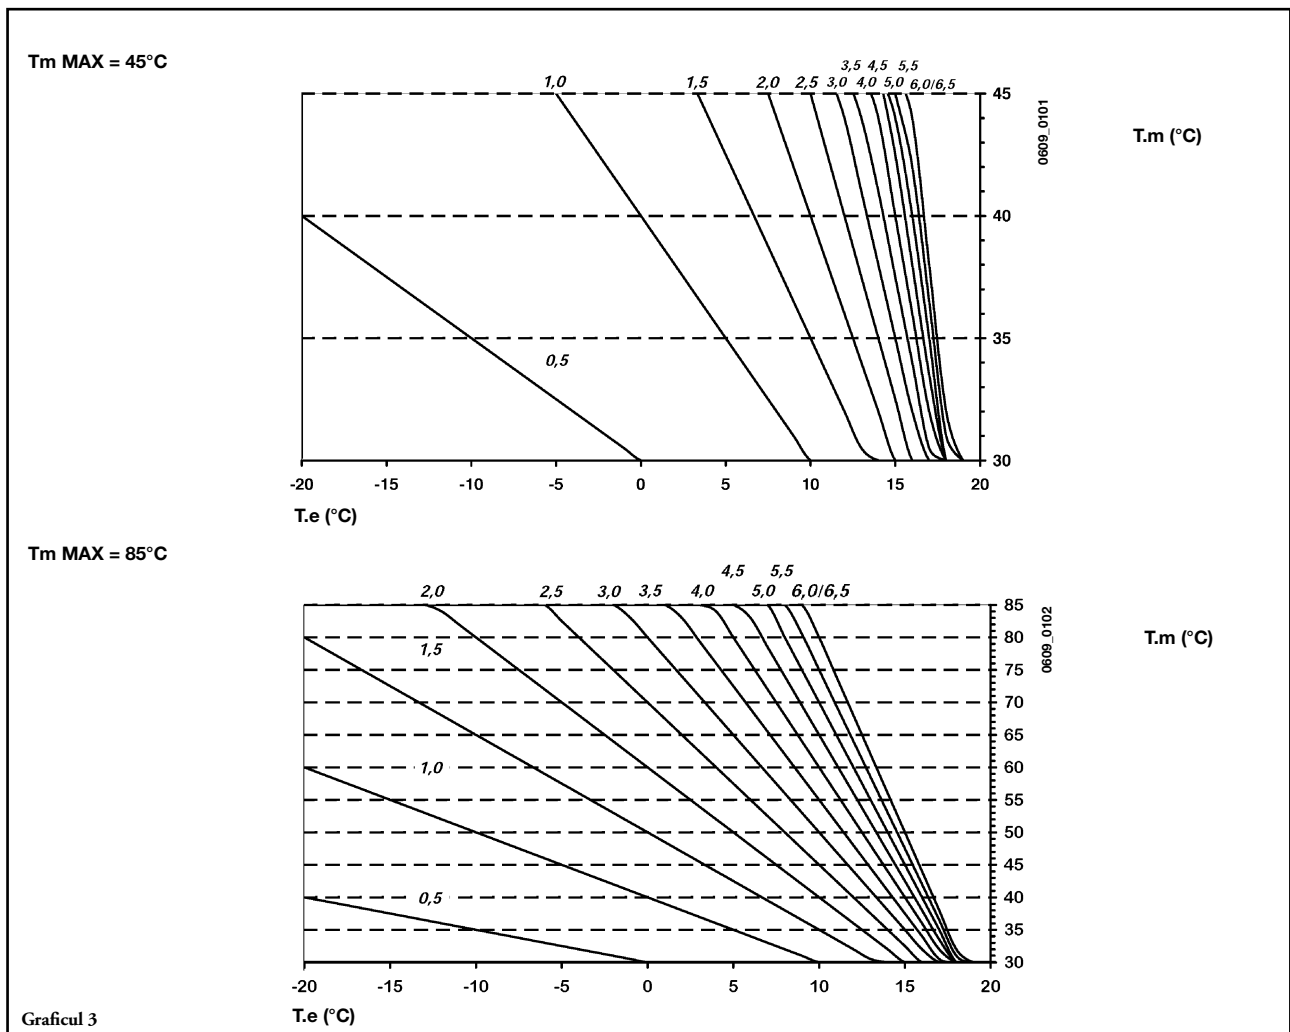 Tm MAX = 45°C
3,5 4,5 5,5
1,0 1,5 2,0 2,5 3,0 4,0 5,0 6,0/6,5
45
40
35
30
0,5
0609_0101
T.m (°C)
-20 -15 -10 -5 0 5 10 15 20
T.e (°C)
Tm MAX = 85°C
4,5 5,5
2,0 2,5 3,0 3,5 4,0 5,0 6,0/6,5
85
80
75
70
65
60
55
50
45
40
35
30
1,5
1,0
0,5
0609_0102
T.m (°C)
-20 -15 -10 -5 0 5 10 15 20
T.e (°C)
Graficul 3